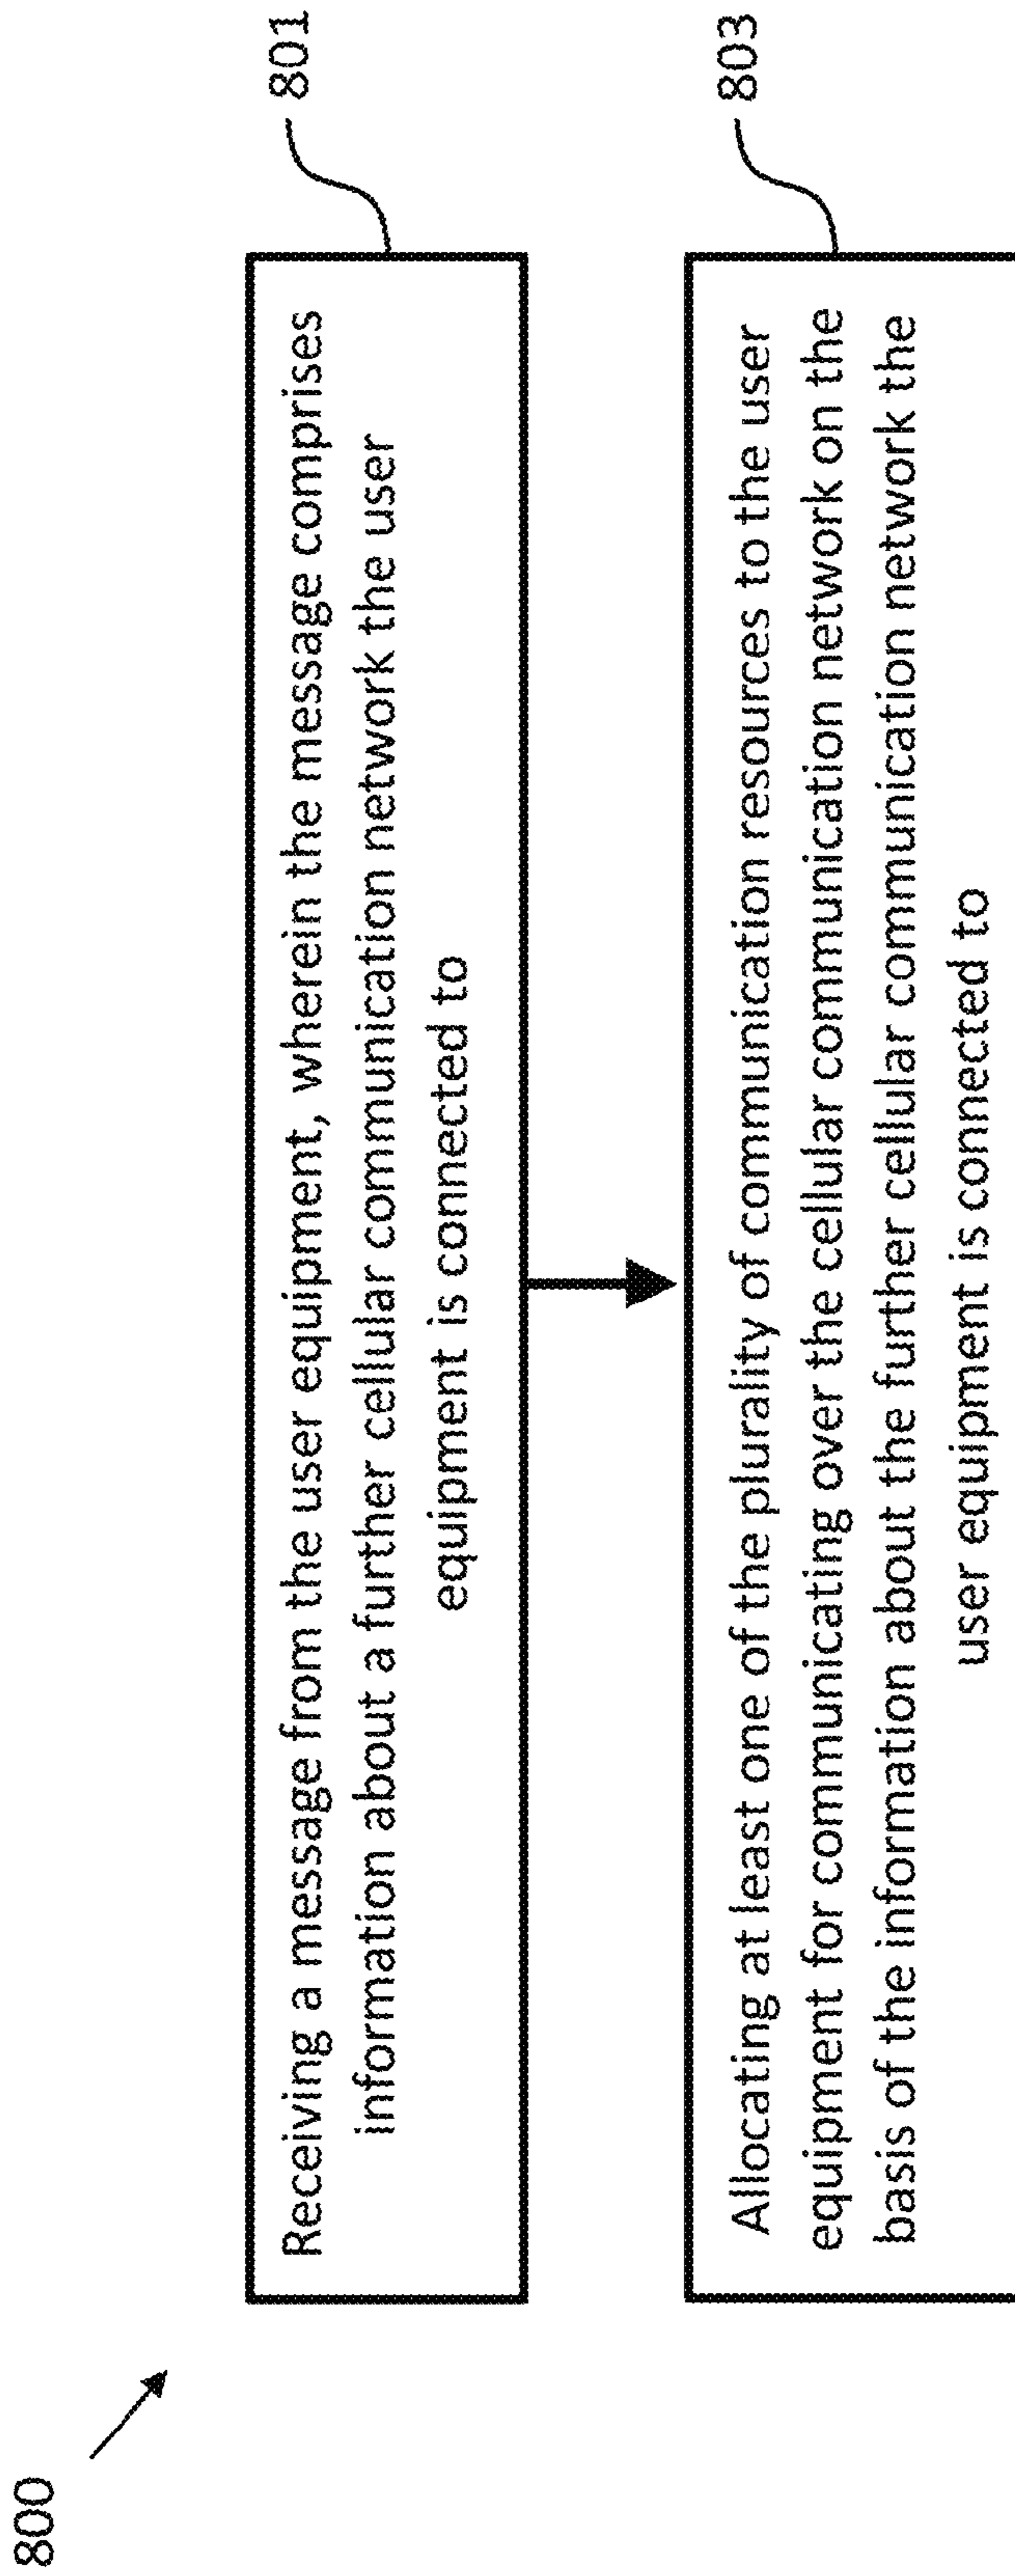 800
Receiving a message from the user equipment, wherein the message comprises
information about a further cellular communication network the user
equipment is connected to
801
Allocating at least one of the plurality of communication resources to the user
equipment for communicating over the cellular communication network on the
basis of the information about the further cellular communication network the
user equipment is connected to
803